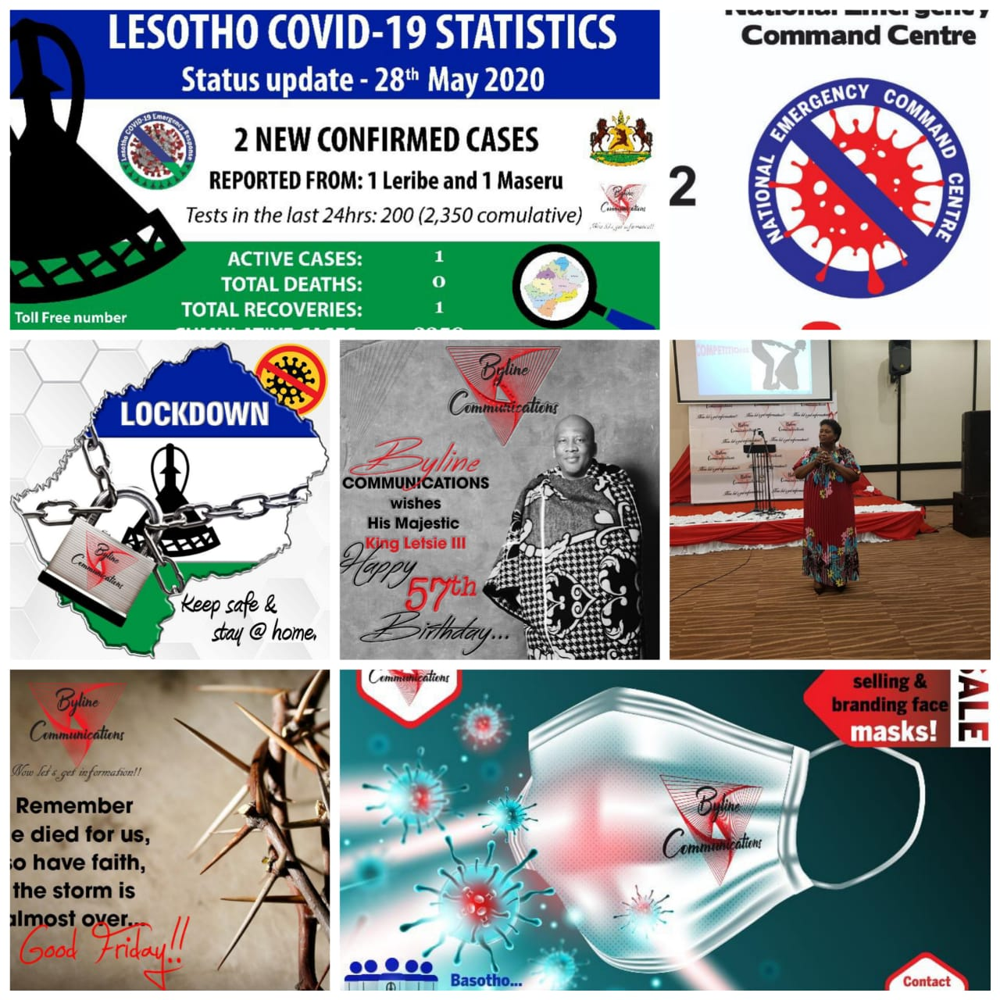 LESOTHO COVID-19 STATISTICS
Status update - 28th May 2020
Lesotho COVID-19 Emergency Response
2 NEW CONFIRMED CASES
REPORTED FROM: 1 Leribe and 1 Maseru
Tests in the last 24hrs: 200 (2,350 comulative)
Byline
Communications
Now let's get information!!
ACTIVE CASES: 1
TOTAL DEATHS: 0
TOTAL RECOVERIES: 1
Toll Free number
National Emergency
Command Centre
NATIONAL EMERGENCY COMMAND CENTRE
2
LOCKDOWN
Byline
Communications
Keep safe &
stay @ home.
Byline
Communications
Byline
COMMUNICATIONS
wishes
His Majestic
King Letsie III
Happy
57th
Birthday...
COMPETITIONS
Byline
Communications
Now let's get information!!
Byline
Communications
Now let's get information!!
Remember
e died for us,
so have faith,
the storm is
almost over...
Good Friday!!
Communications
selling &
branding face
masks!
SALE
Byline
Communications
Basotho...
Contact